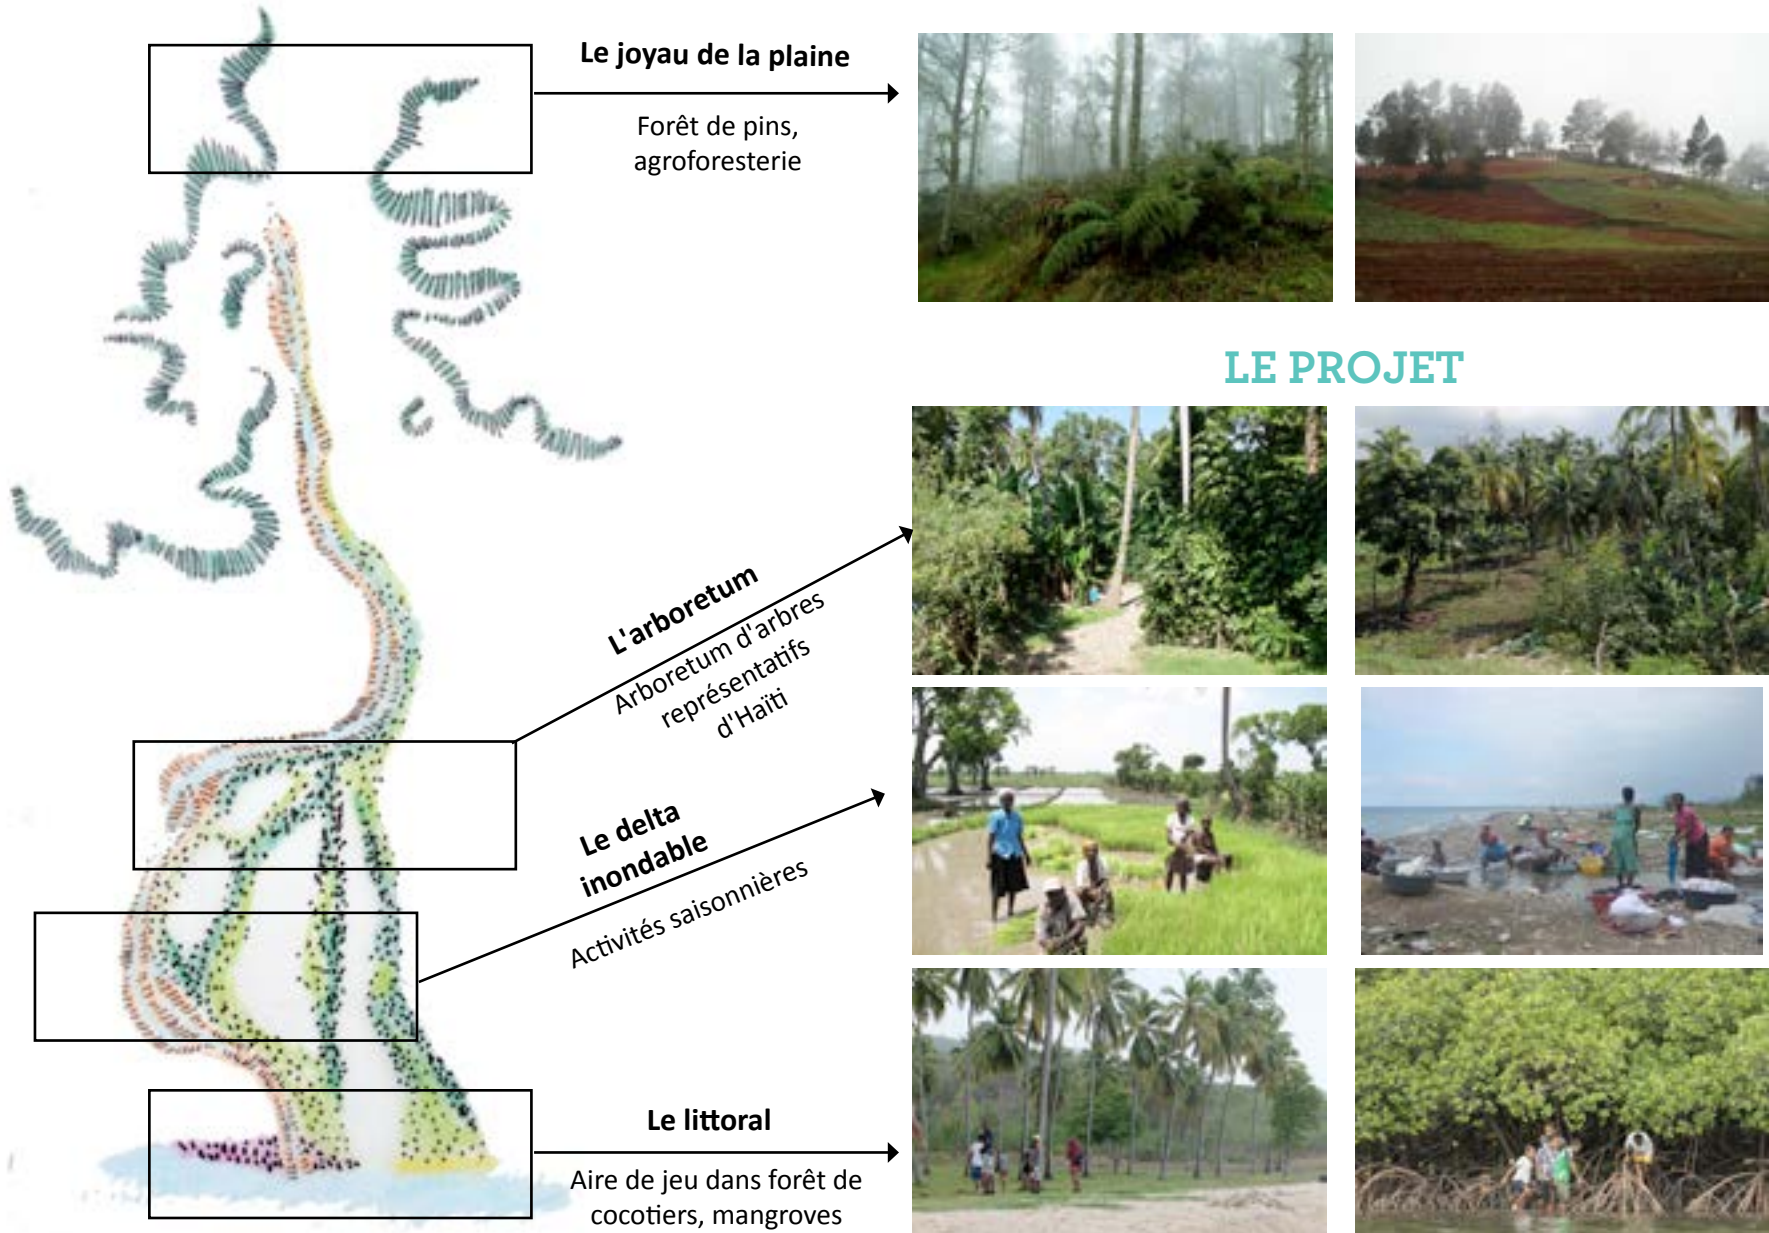 Le joyau de la plaine
Forêt de pins,
agroforesterie
LE PROJET
L'arboretum
Arboretum d'arbres
représentatifs
d'Haïti
Le delta
inondable
Activités saisonnières
Le littoral
Aire de jeu dans forêt de
cocotiers, mangroves